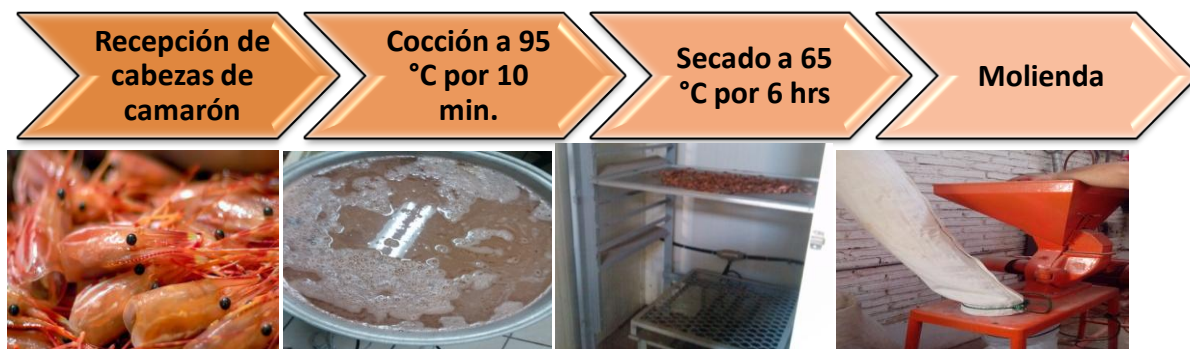 Recepción de
cabezas de
camarón
Cocción a 95
°C por 10
min.
Secado a 65
°C por 6 hrs
Molienda